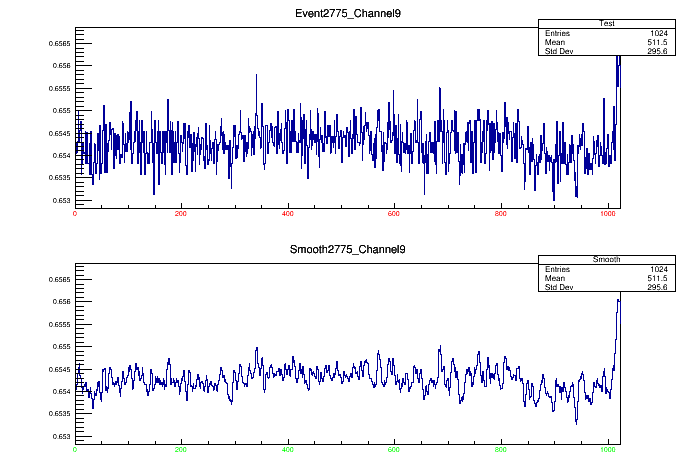 Event2775_Channel9
Test
Entries 1024
Mean 511.5
Std Dev 295.6
0.6565
0.656
0.6555
0.655
0.6545
0.654
0.6535
0.653
0 200 400 600 800 1000
Smooth2775_Channel9
Smooth
Entries 1024
Mean 511.5
Std Dev 295.6
0.6565
0.656
0.6555
0.655
0.6545
0.654
0.6535
0.653
0 200 400 600 800 1000